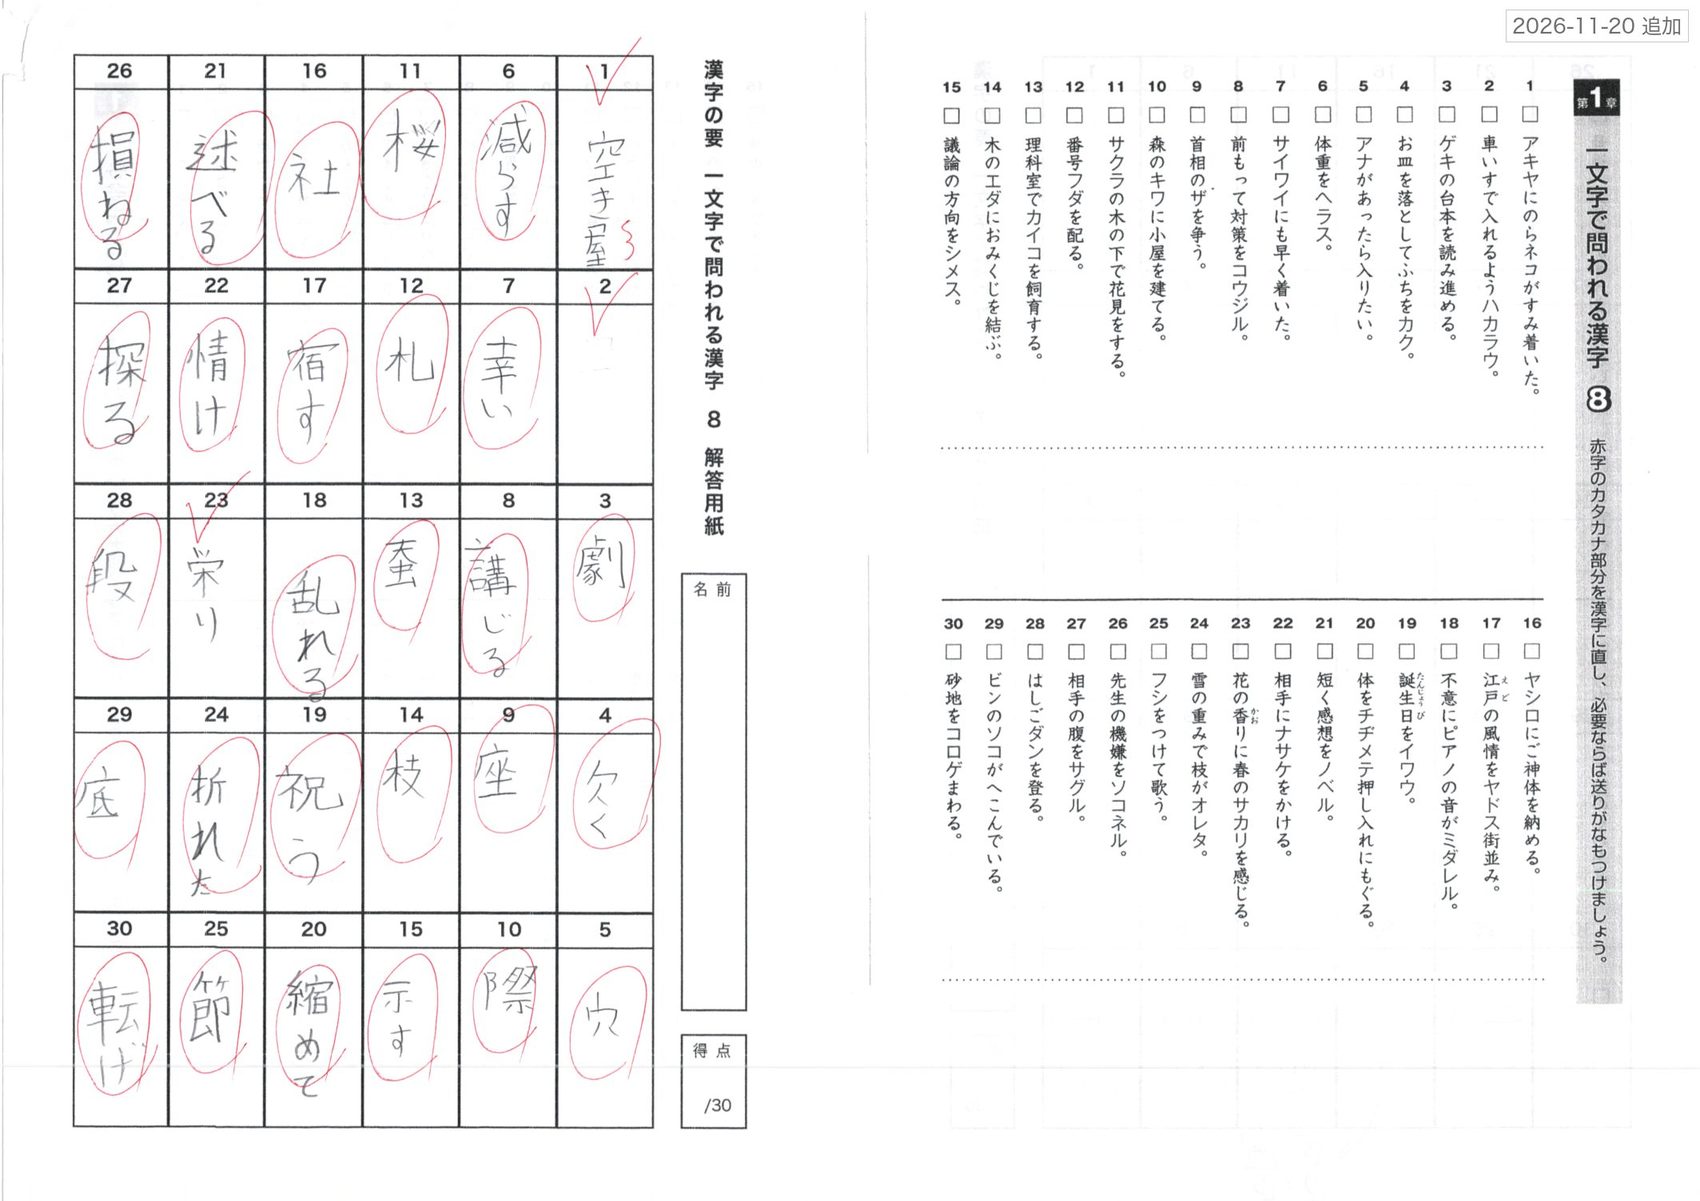 2026-11-20 追加
第1章 一文字で問われる漢字 8 赤字のカタカナ部分を漢字に直し、必要ならば送りがなもつけましょう。
1 □ アキヤにのらネコがすみ着いた。
2 □ 車いすで入れるようハカラウ。
3 □ ゲキの台本を読み進める。
4 □ お皿を落としてふちをカク。
5 □ アナがあったら入りたい。
6 □ 体重をヘラス。
7 □ サイワイにも早く着いた。
8 □ 前もって対策をコウジル。
9 □ 首相のザを争う。
10 □ 森のキワに小屋を建てる。
11 □ サクラの木の下で花見をする。
12 □ 番号フダを配る。
13 □ 理科室でカイコを飼育する。
14 □ 木のエダにおみくじを結ぶ。
15 □ 議論の方向をシメス。
16 □ ヤシロにご神体を納める。
17 □ 江戸えどの風情をヤドス街並み。
18 □ 不意にピアノの音がミダレル。
19 □ 誕生日たんじょうびをイワウ。
20 □ 体をチヂメテ押し入れにもぐる。
21 □ 短く感想をノベル。
22 □ 相手にナサケをかける。
23 □ 花の香かおりに春のサカリを感じる。
24 □ 雪の重みで枝がオレタ。
25 □ フシをつけて歌う。
26 □ 先生の機嫌をソコネル。
27 □ 相手の腹をサグル。
28 □ はしごダンを登る。
29 □ ビンのソコがへこんでいる。
30 □ 砂地をコロゲまわる。
漢字の要 一文字で問われる漢字 8 解答用紙
名前
得点
/30
1 空き屋
2
3 劇
4 欠く
5 穴
6 減らす
7 幸い
8 講じる
9 座
10 際
11 桜
12 札
13 蚕
14 枝
15 示す
16 社
17 宿す
18 乱れる
19 祝う
20 縮めて
21 述べる
22 情け
23 栄り
24 折れた
25 節
26 損ねる
27 探る
28 段
29 底
30 転げ